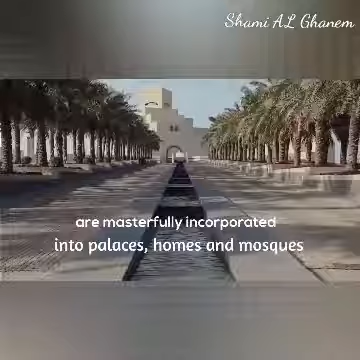 Shami AL Ghanem
are masterfully incorporated
into palaces, homes and mosques